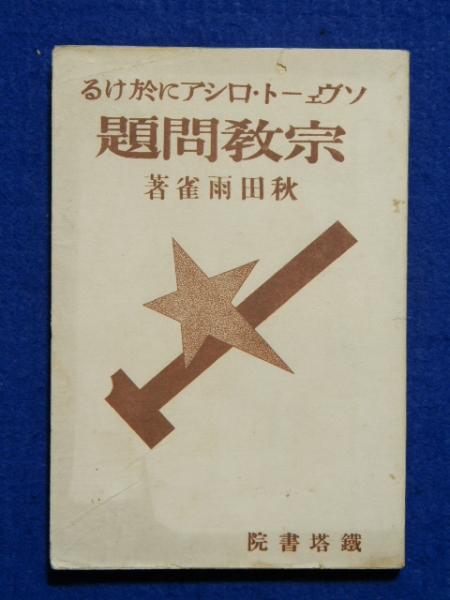 ソヴェート・ロシアに於ける
宗教問題
秋田雨雀著
鐵塔書院